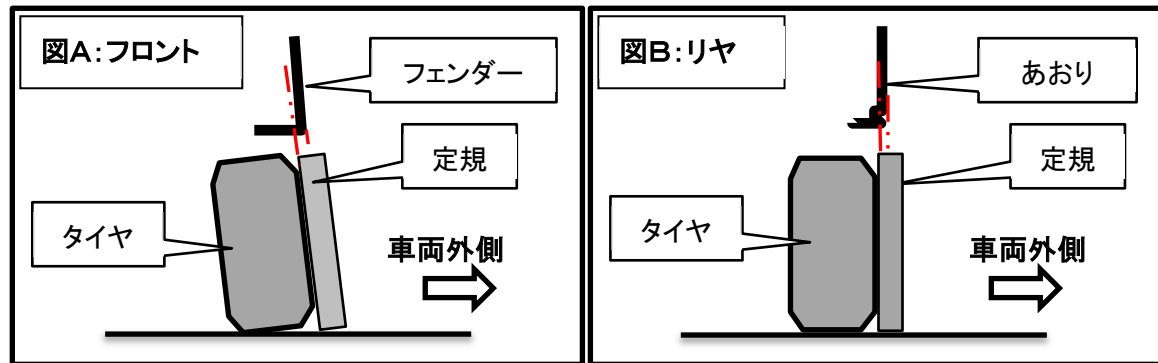 図A:フロント
フェンダー
定規
タイヤ
車両外側
図B:リヤ
あおり
定規
タイヤ
車両外側